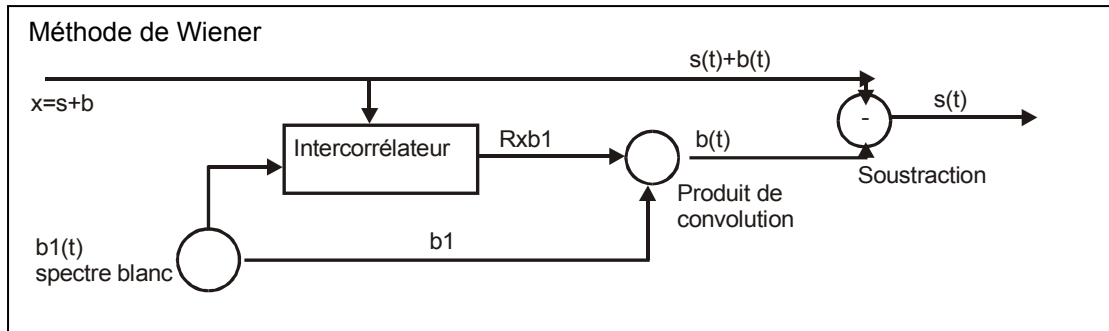 Méthode de Wiener
s(t)+b(t)
x=s+b
s(t)
-
Intercorrélateur
Rxb1
b(t)
Soustraction
Produit de
convolution
b1(t)
spectre blanc
b1